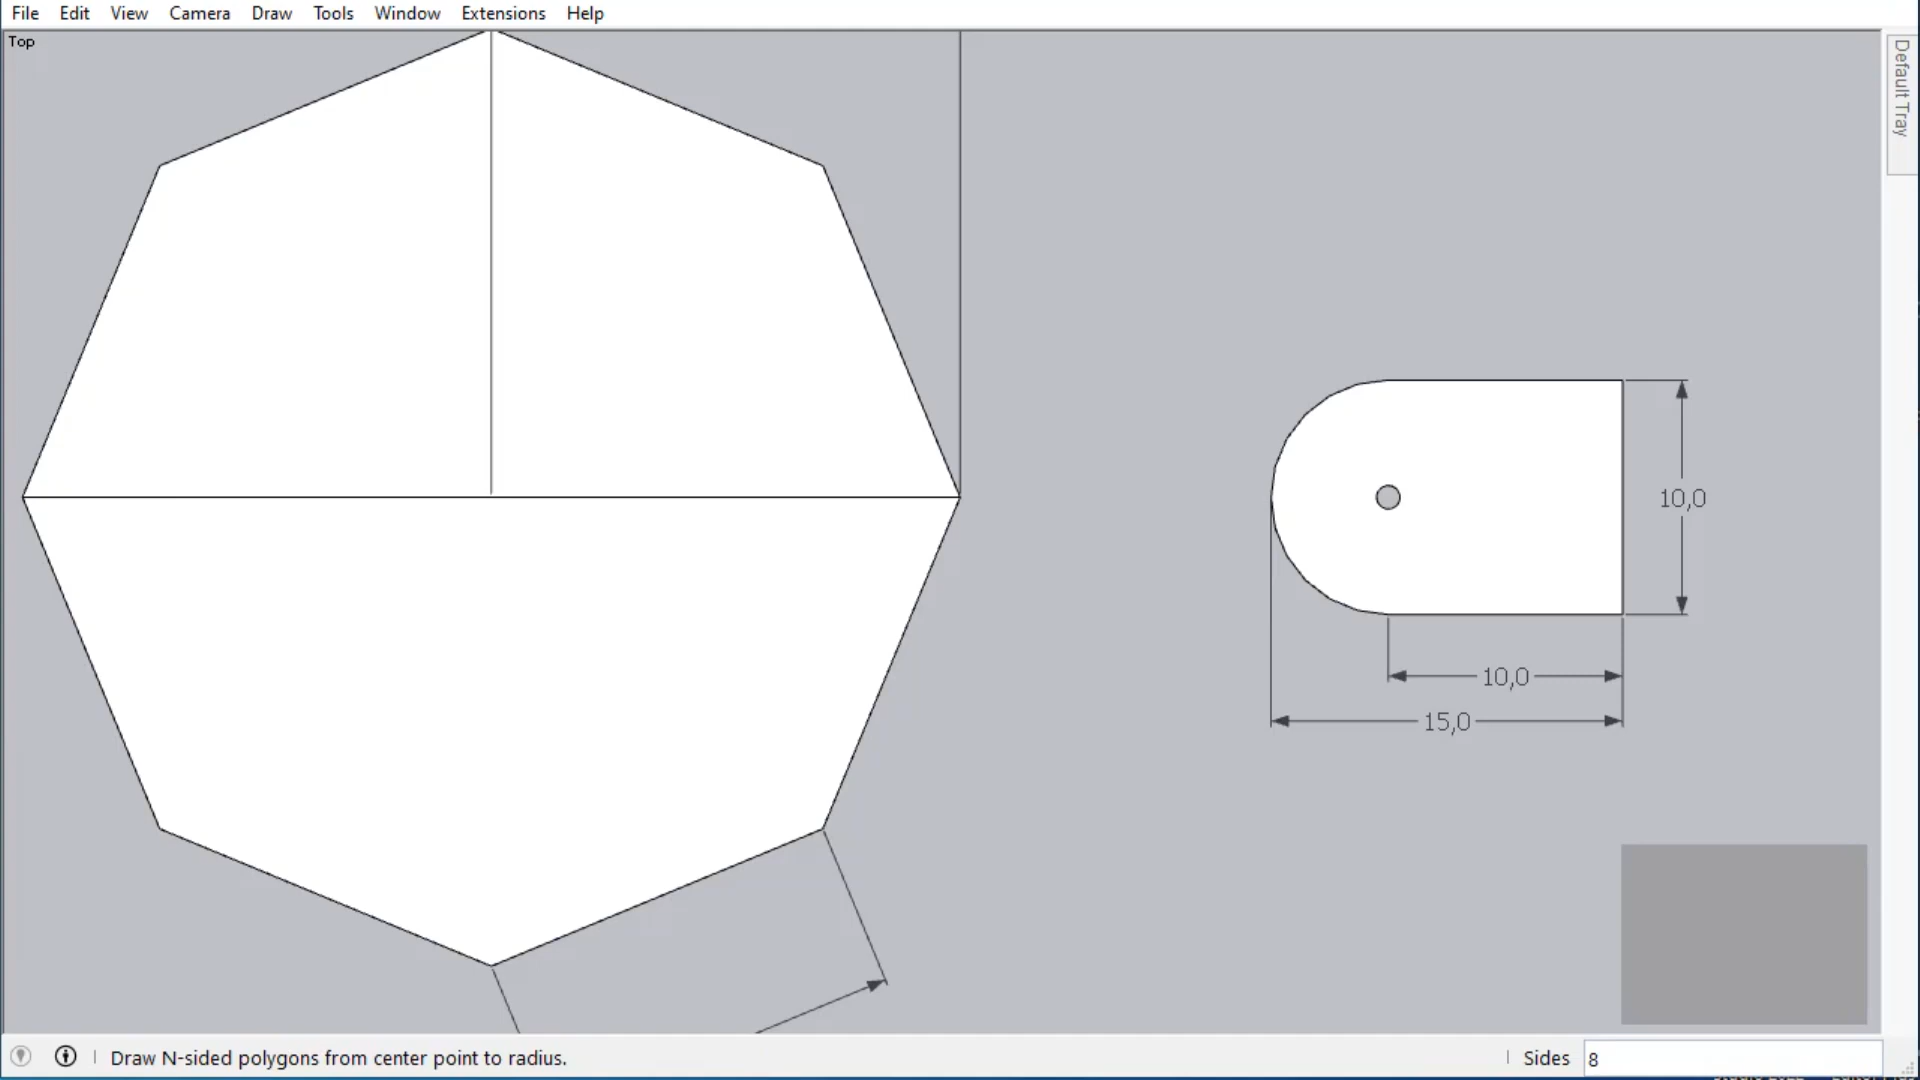 File Edit View Camera Draw Tools Window Extensions Help
Top
Default Tray
10,0
10,0
15,0
Draw N-sided polygons from center point to radius.
Sides 8